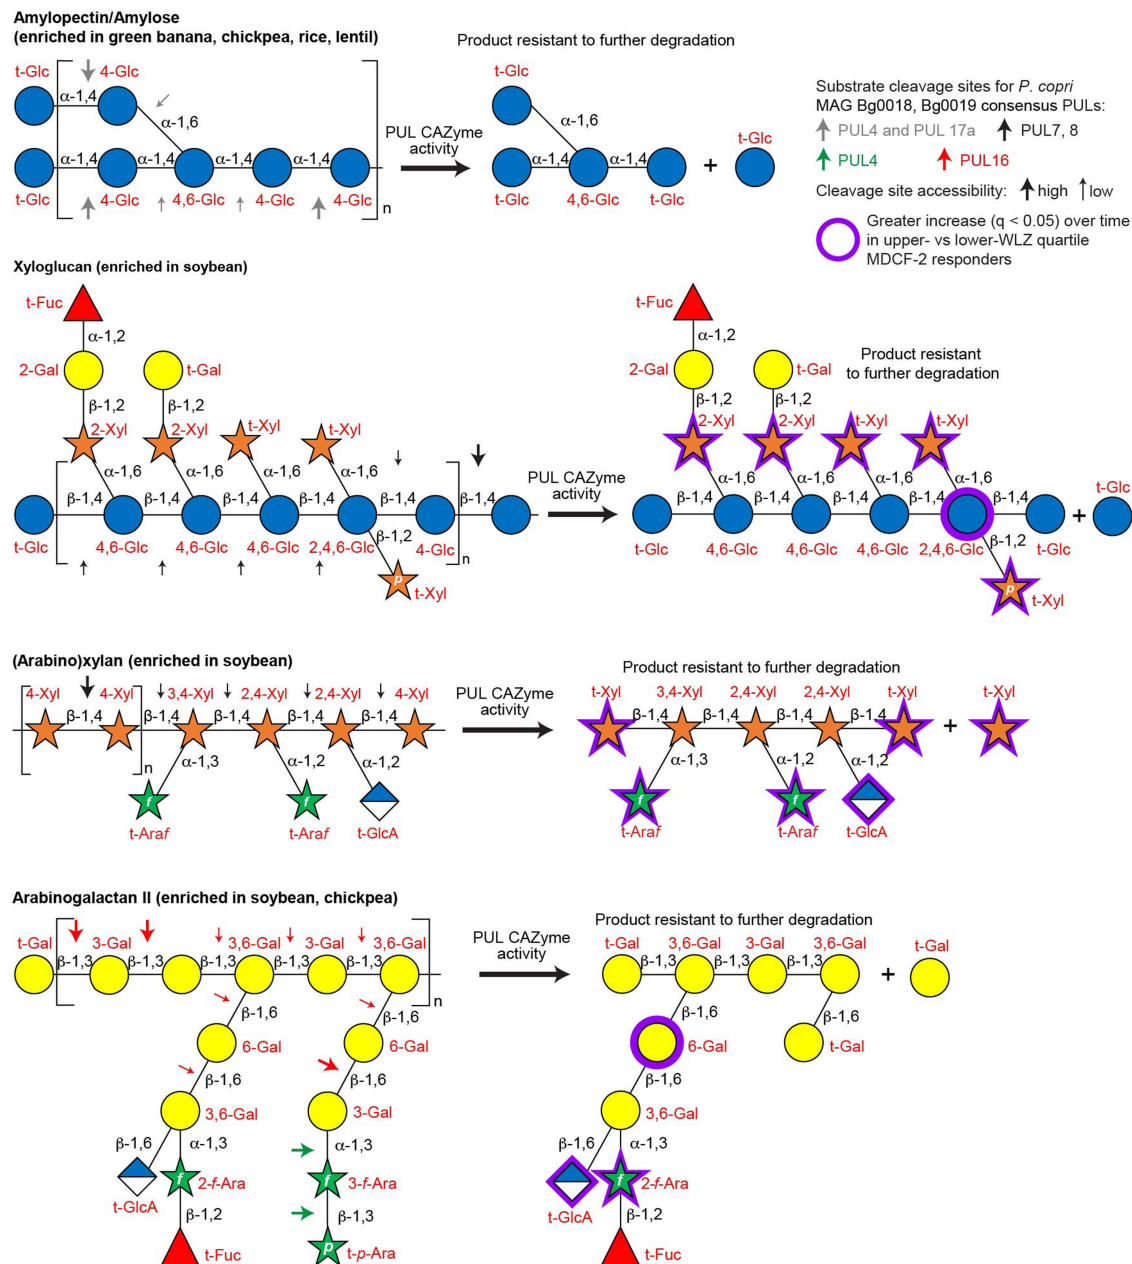 Amylopectin/Amylose
(enriched in green banana, chickpea, rice, lentil)
Product resistant to further degradation
t-Glc
4-Glc
α-1,4
α-1,6
α-1,4
α-1,4
α-1,4
α-1,4
t-Glc
4-Glc
4,6-Glc
4-Glc
4-Glc
n
PUL CAZyme
activity
t-Glc
α-1,6
α-1,4
α-1,4
t-Glc
4,6-Glc
t-Glc
+
t-Glc
Substrate cleavage sites for P. copri
MAG Bg0018, Bg0019 consensus PULs:
PUL4 and PUL 17a
PUL7, 8
PUL4
PUL16
Cleavage site accessibility: high low
Greater increase (q < 0.05) over time
in upper- vs lower-WLZ quartile
MDCF-2 responders
Xyloglucan (enriched in soybean)
t-Fuc
α-1,2
2-Gal
t-Gal
β-1,2
β-1,2
2-Xyl
2-Xyl
t-Xyl
t-Xyl
α-1,6
α-1,6
α-1,6
α-1,6
β-1,4
β-1,4
β-1,4
β-1,4
β-1,4
β-1,4
t-Glc
4,6-Glc
4,6-Glc
4,6-Glc
2,4,6-Glc
β-1,2
4-Glc
n
p
t-Xyl
PUL CAZyme
activity
Product resistant
to further degradation
t-Fuc
α-1,2
2-Gal
t-Gal
β-1,2
β-1,2
2-Xyl
2-Xyl
t-Xyl
t-Xyl
α-1,6
α-1,6
α-1,6
α-1,6
β-1,4
β-1,4
β-1,4
β-1,4
β-1,4
t-Glc
4,6-Glc
4,6-Glc
4,6-Glc
2,4,6-Glc
β-1,2
t-Glc
p
t-Xyl
+
t-Glc
(Arabino)xylan (enriched in soybean)
4-Xyl
4-Xyl
3,4-Xyl
2,4-Xyl
2,4-Xyl
4-Xyl
β-1,4
β-1,4
β-1,4
β-1,4
β-1,4
n
α-1,3
α-1,2
α-1,2
f
f
t-Araf
t-Araf
t-GlcA
PUL CAZyme
activity
Product resistant to further degradation
t-Xyl
3,4-Xyl
2,4-Xyl
2,4-Xyl
t-Xyl
β-1,4
β-1,4
β-1,4
β-1,4
α-1,3
α-1,2
α-1,2
f
f
t-Araf
t-Araf
t-GlcA
+
t-Xyl
Arabinogalactan II (enriched in soybean, chickpea)
t-Gal
3-Gal
3,6-Gal
3-Gal
3,6-Gal
β-1,3
β-1,3
β-1,3
β-1,3
β-1,3
n
β-1,6
β-1,6
6-Gal
6-Gal
β-1,6
β-1,6
3,6-Gal
3-Gal
β-1,6
α-1,3
α-1,3
f
2-f-Ara
f
3-f-Ara
t-GlcA
β-1,2
β-1,3
t-Fuc
p
t-p-Ara
PUL CAZyme
activity
Product resistant to further degradation
t-Gal
3,6-Gal
3-Gal
3,6-Gal
β-1,3
β-1,3
β-1,3
β-1,6
β-1,6
6-Gal
t-Gal
β-1,6
3,6-Gal
β-1,6
α-1,3
f
2-f-Ara
t-GlcA
β-1,2
t-Fuc
+
t-Gal